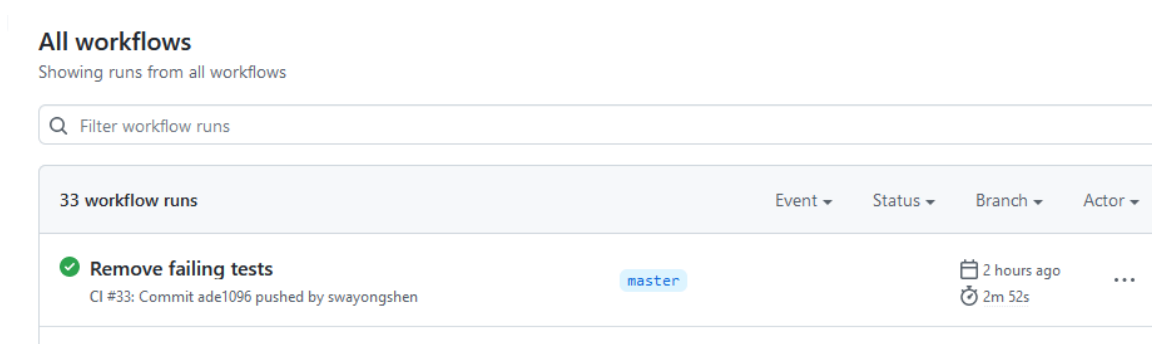 All workflows
Showing runs from all workflows
Filter workflow runs
33 workflow runs Event Status Branch Actor
Remove failing tests
CI #33: Commit ade1096 pushed by swayongshen
master
2 hours ago
2m 52s